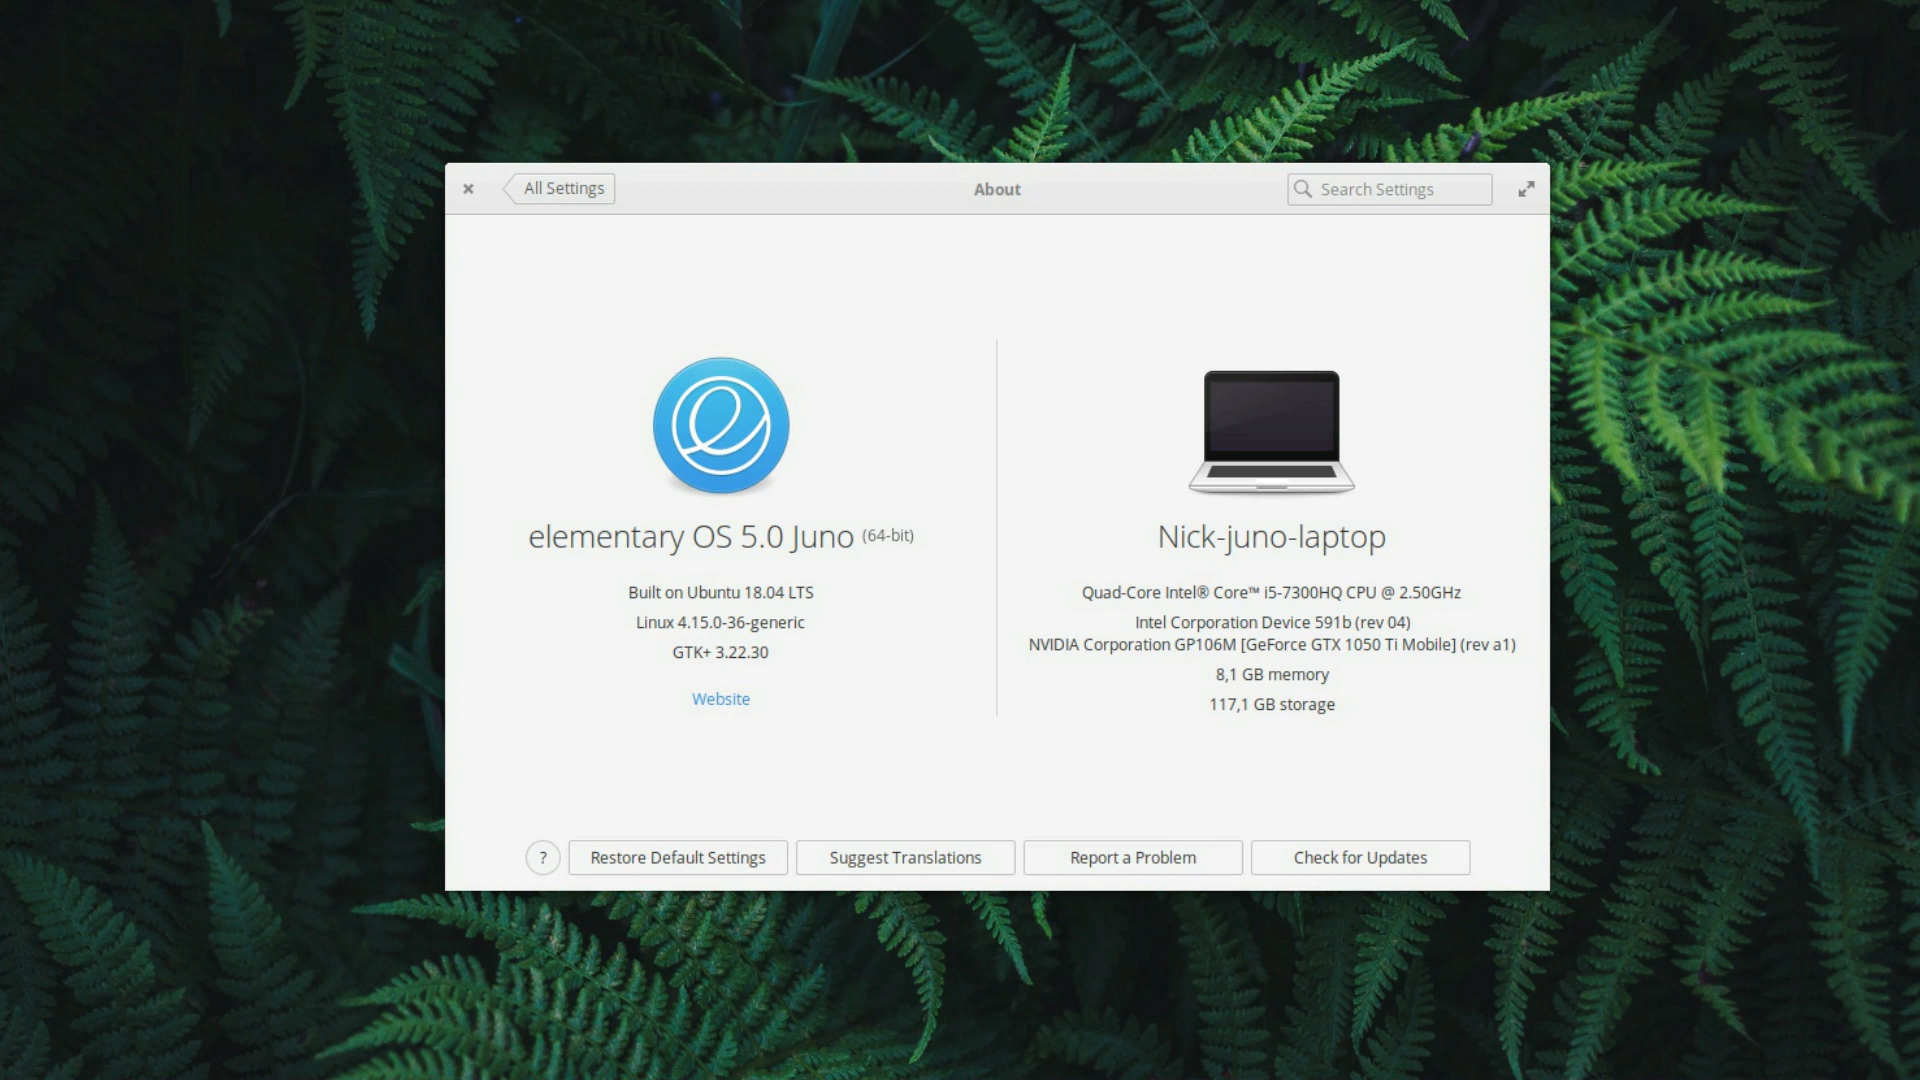 All Settings
About
Search Settings
elementary OS 5.0 Juno (64-bit)
Built on Ubuntu 18.04 LTS
Linux 4.15.0-36-generic
GTK+ 3.22.30
Website
Nick-juno-laptop
Quad-Core Intel® Core™ i5-7300HQ CPU @ 2.50GHz
Intel Corporation Device 591b (rev 04)
NVIDIA Corporation GP106M [GeForce GTX 1050 Ti Mobile] (rev a1)
8,1 GB memory
117,1 GB storage
?
Restore Default Settings
Suggest Translations
Report a Problem
Check for Updates